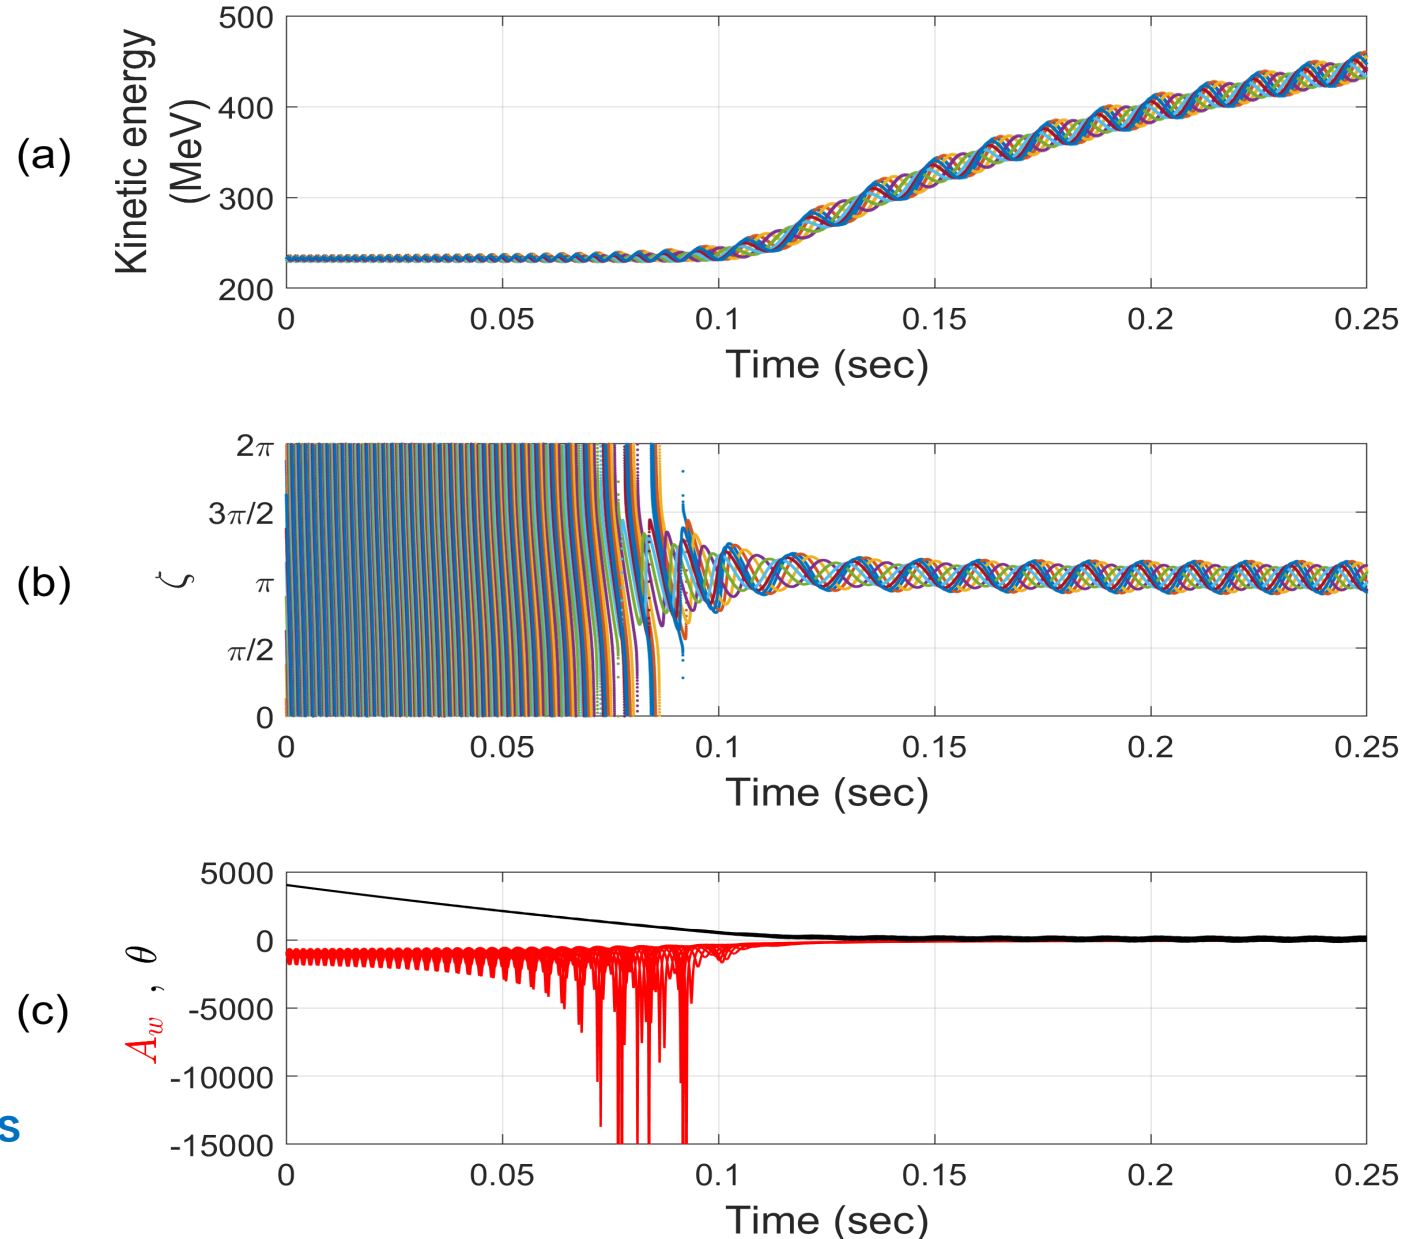 (a)
Kinetic energy
(MeV)
500
400
300
200
0 0.05 0.1 0.15 0.2 0.25
Time (sec)
(b)
ζ
2π
3π/2
π
π/2
0
0 0.05 0.1 0.15 0.2 0.25
Time (sec)
(c)
A_w , θ
5000
0
-5000
-10000
-15000
s
0 0.05 0.1 0.15 0.2 0.25
Time (sec)